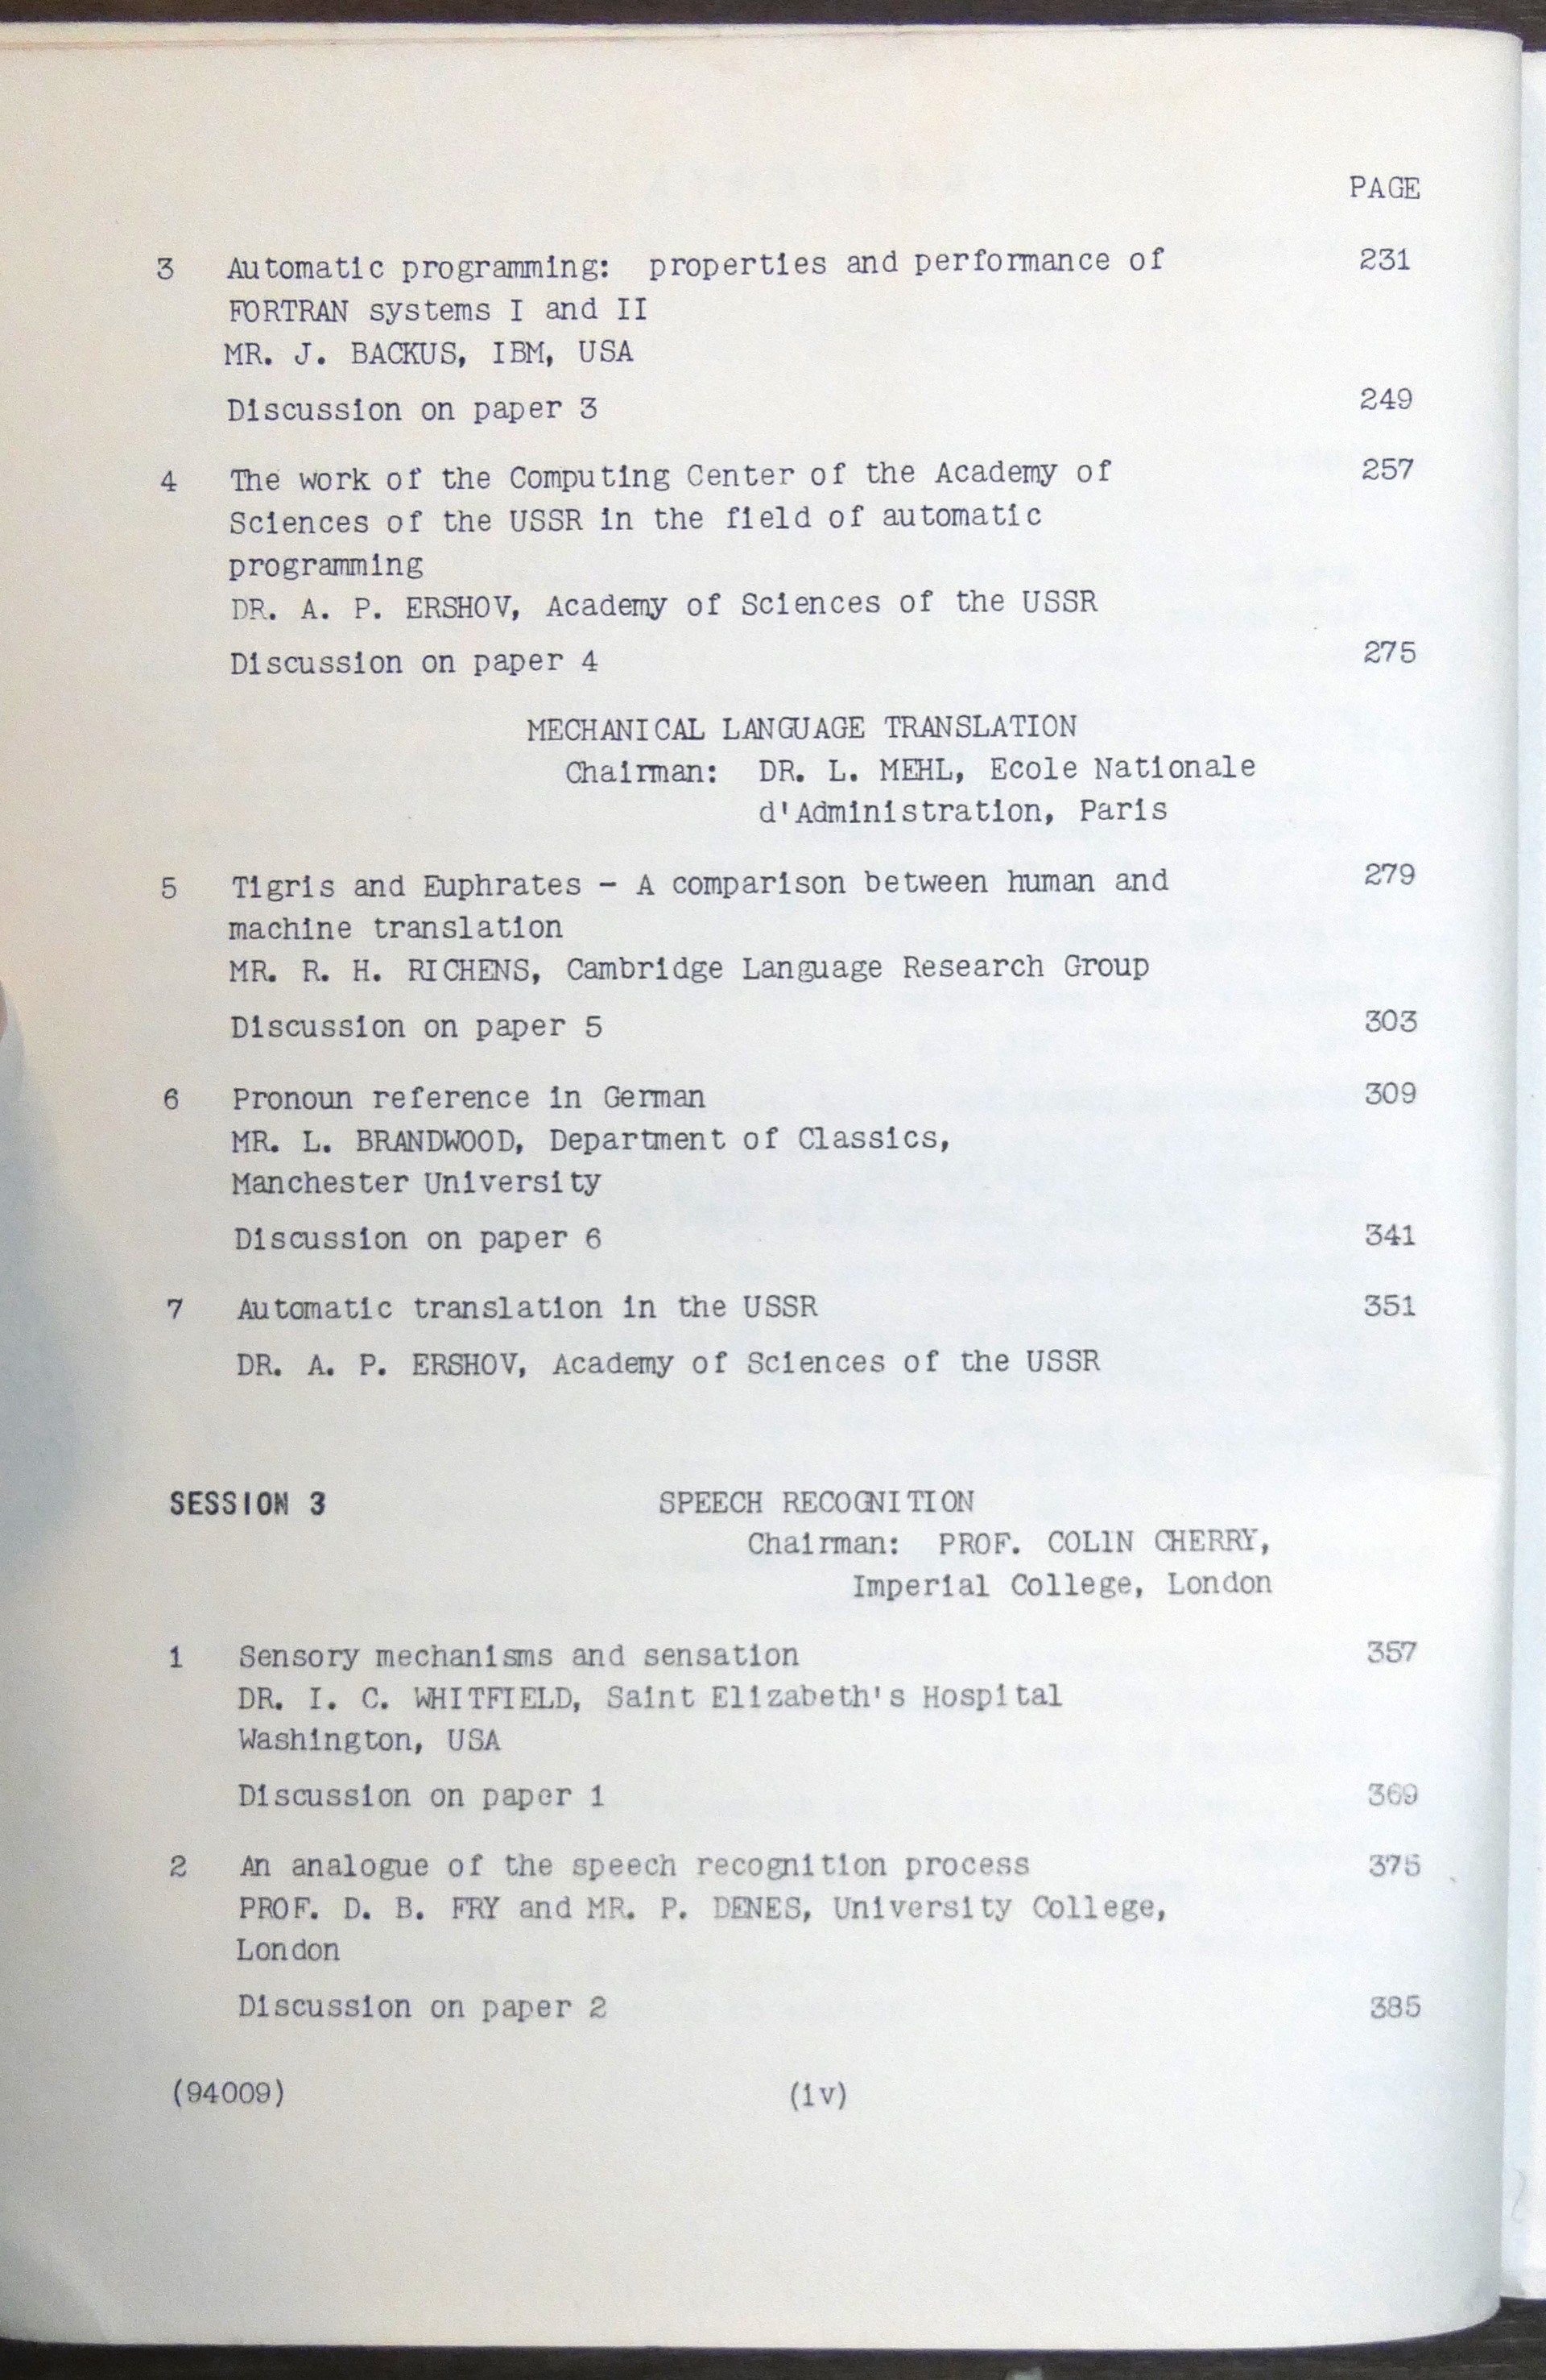 PAGE
3 Automatic programming: properties and performance of 231
FORTRAN systems I and II
MR. J. BACKUS, IBM, USA
Discussion on paper 3 249
4 The work of the Computing Center of the Academy of 257
Sciences of the USSR in the field of automatic
programming
DR. A. P. ERSHOV, Academy of Sciences of the USSR
Discussion on paper 4 275
MECHANICAL LANGUAGE TRANSLATION
Chairman: DR. L. MEHL, Ecole Nationale
d'Administration, Paris
5 Tigris and Euphrates - A comparison between human and 279
machine translation
MR. R. H. RICHENS, Cambridge Language Research Group
Discussion on paper 5 303
6 Pronoun reference in German 309
MR. L. BRANDWOOD, Department of Classics,
Manchester University
Discussion on paper 6 341
7 Automatic translation in the USSR 351
DR. A. P. ERSHOV, Academy of Sciences of the USSR
SESSION 3 SPEECH RECOGNITION
Chairman: PROF. COLIN CHERRY,
Imperial College, London
1 Sensory mechanisms and sensation 357
DR. I. C. WHITFIELD, Saint Elizabeth's Hospital
Washington, USA
Discussion on paper 1 369
2 An analogue of the speech recognition process 375
PROF. D. B. FRY and MR. P. DENES, University College,
London
Discussion on paper 2 385
(94009) (iv)